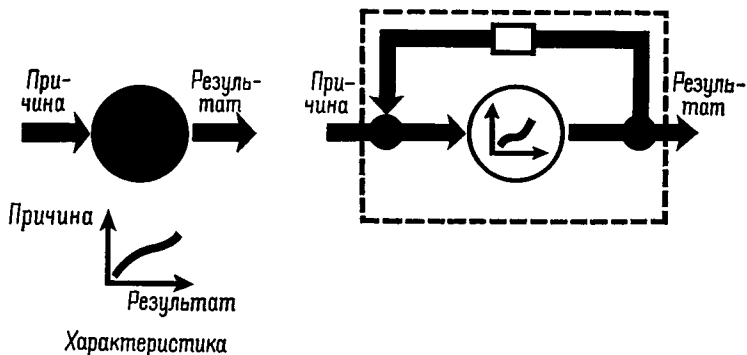 При-
чина
Резуль-
тат
При-
чина
Резуль-
тат
Причина
Результат
Характеристика